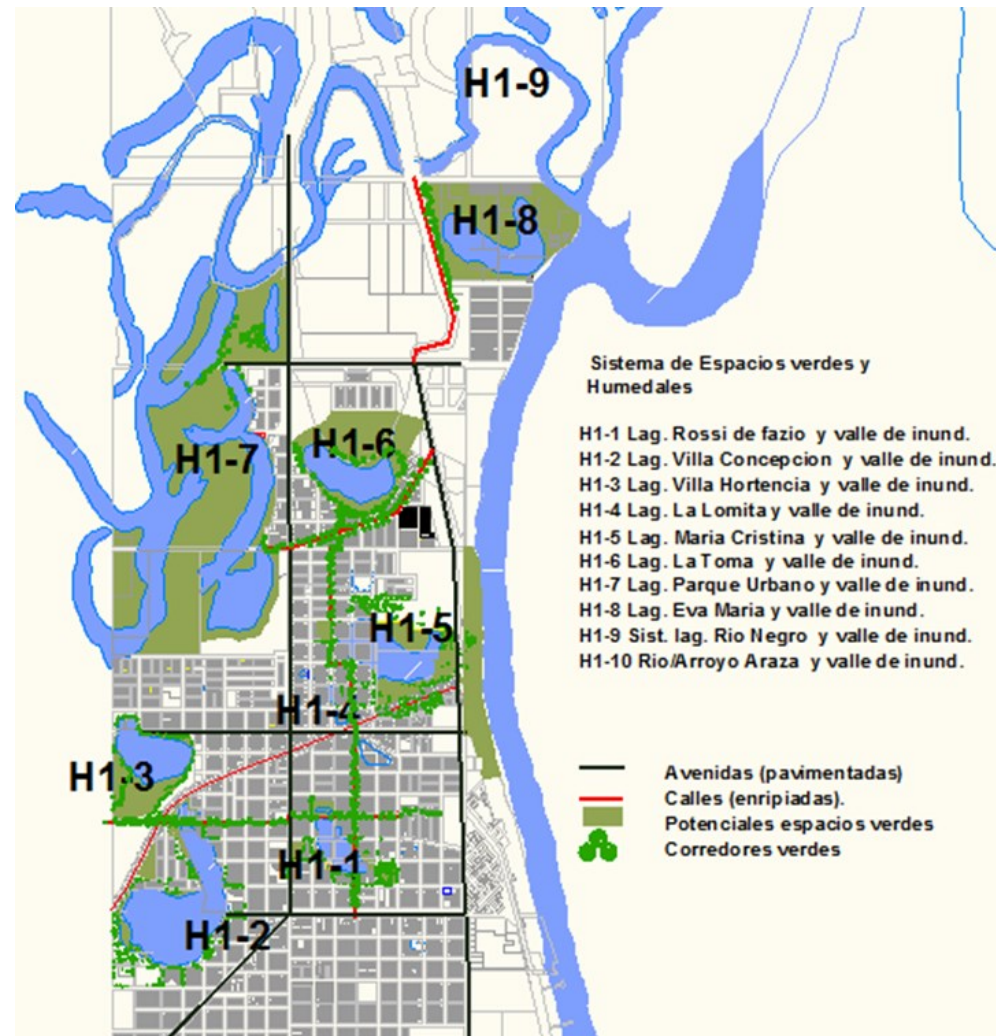 H1-9
H1-8
Sistema de Espacios verdes y
Humedales
H1-6
H1-7
H1-1 Lag. Rossi de fazio y valle de inund.
H1-2 Lag. Villa Concepcion y valle de inund.
H1-3 Lag. Villa Hortencia y valle de inund.
H1-4 Lag. La Lomita y valle de inund.
H1-5 Lag. Maria Cristina y valle de inund.
H1-6 Lag. La Toma y valle de inund.
H1-7 Lag. Parque Urbano y valle de inund.
H1-8 Lag. Eva Maria y valle de inund.
H1-9 Sist. lag. Rio Negro y valle de inund.
H1-10 Rio/Arroyo Araza y valle de inund.
H1-5
H1-4
H1-3
Avenidas (pavimentadas)
Calles (enripiadas).
Potenciales espacios verdes
Corredores verdes
H1-1
H1-2